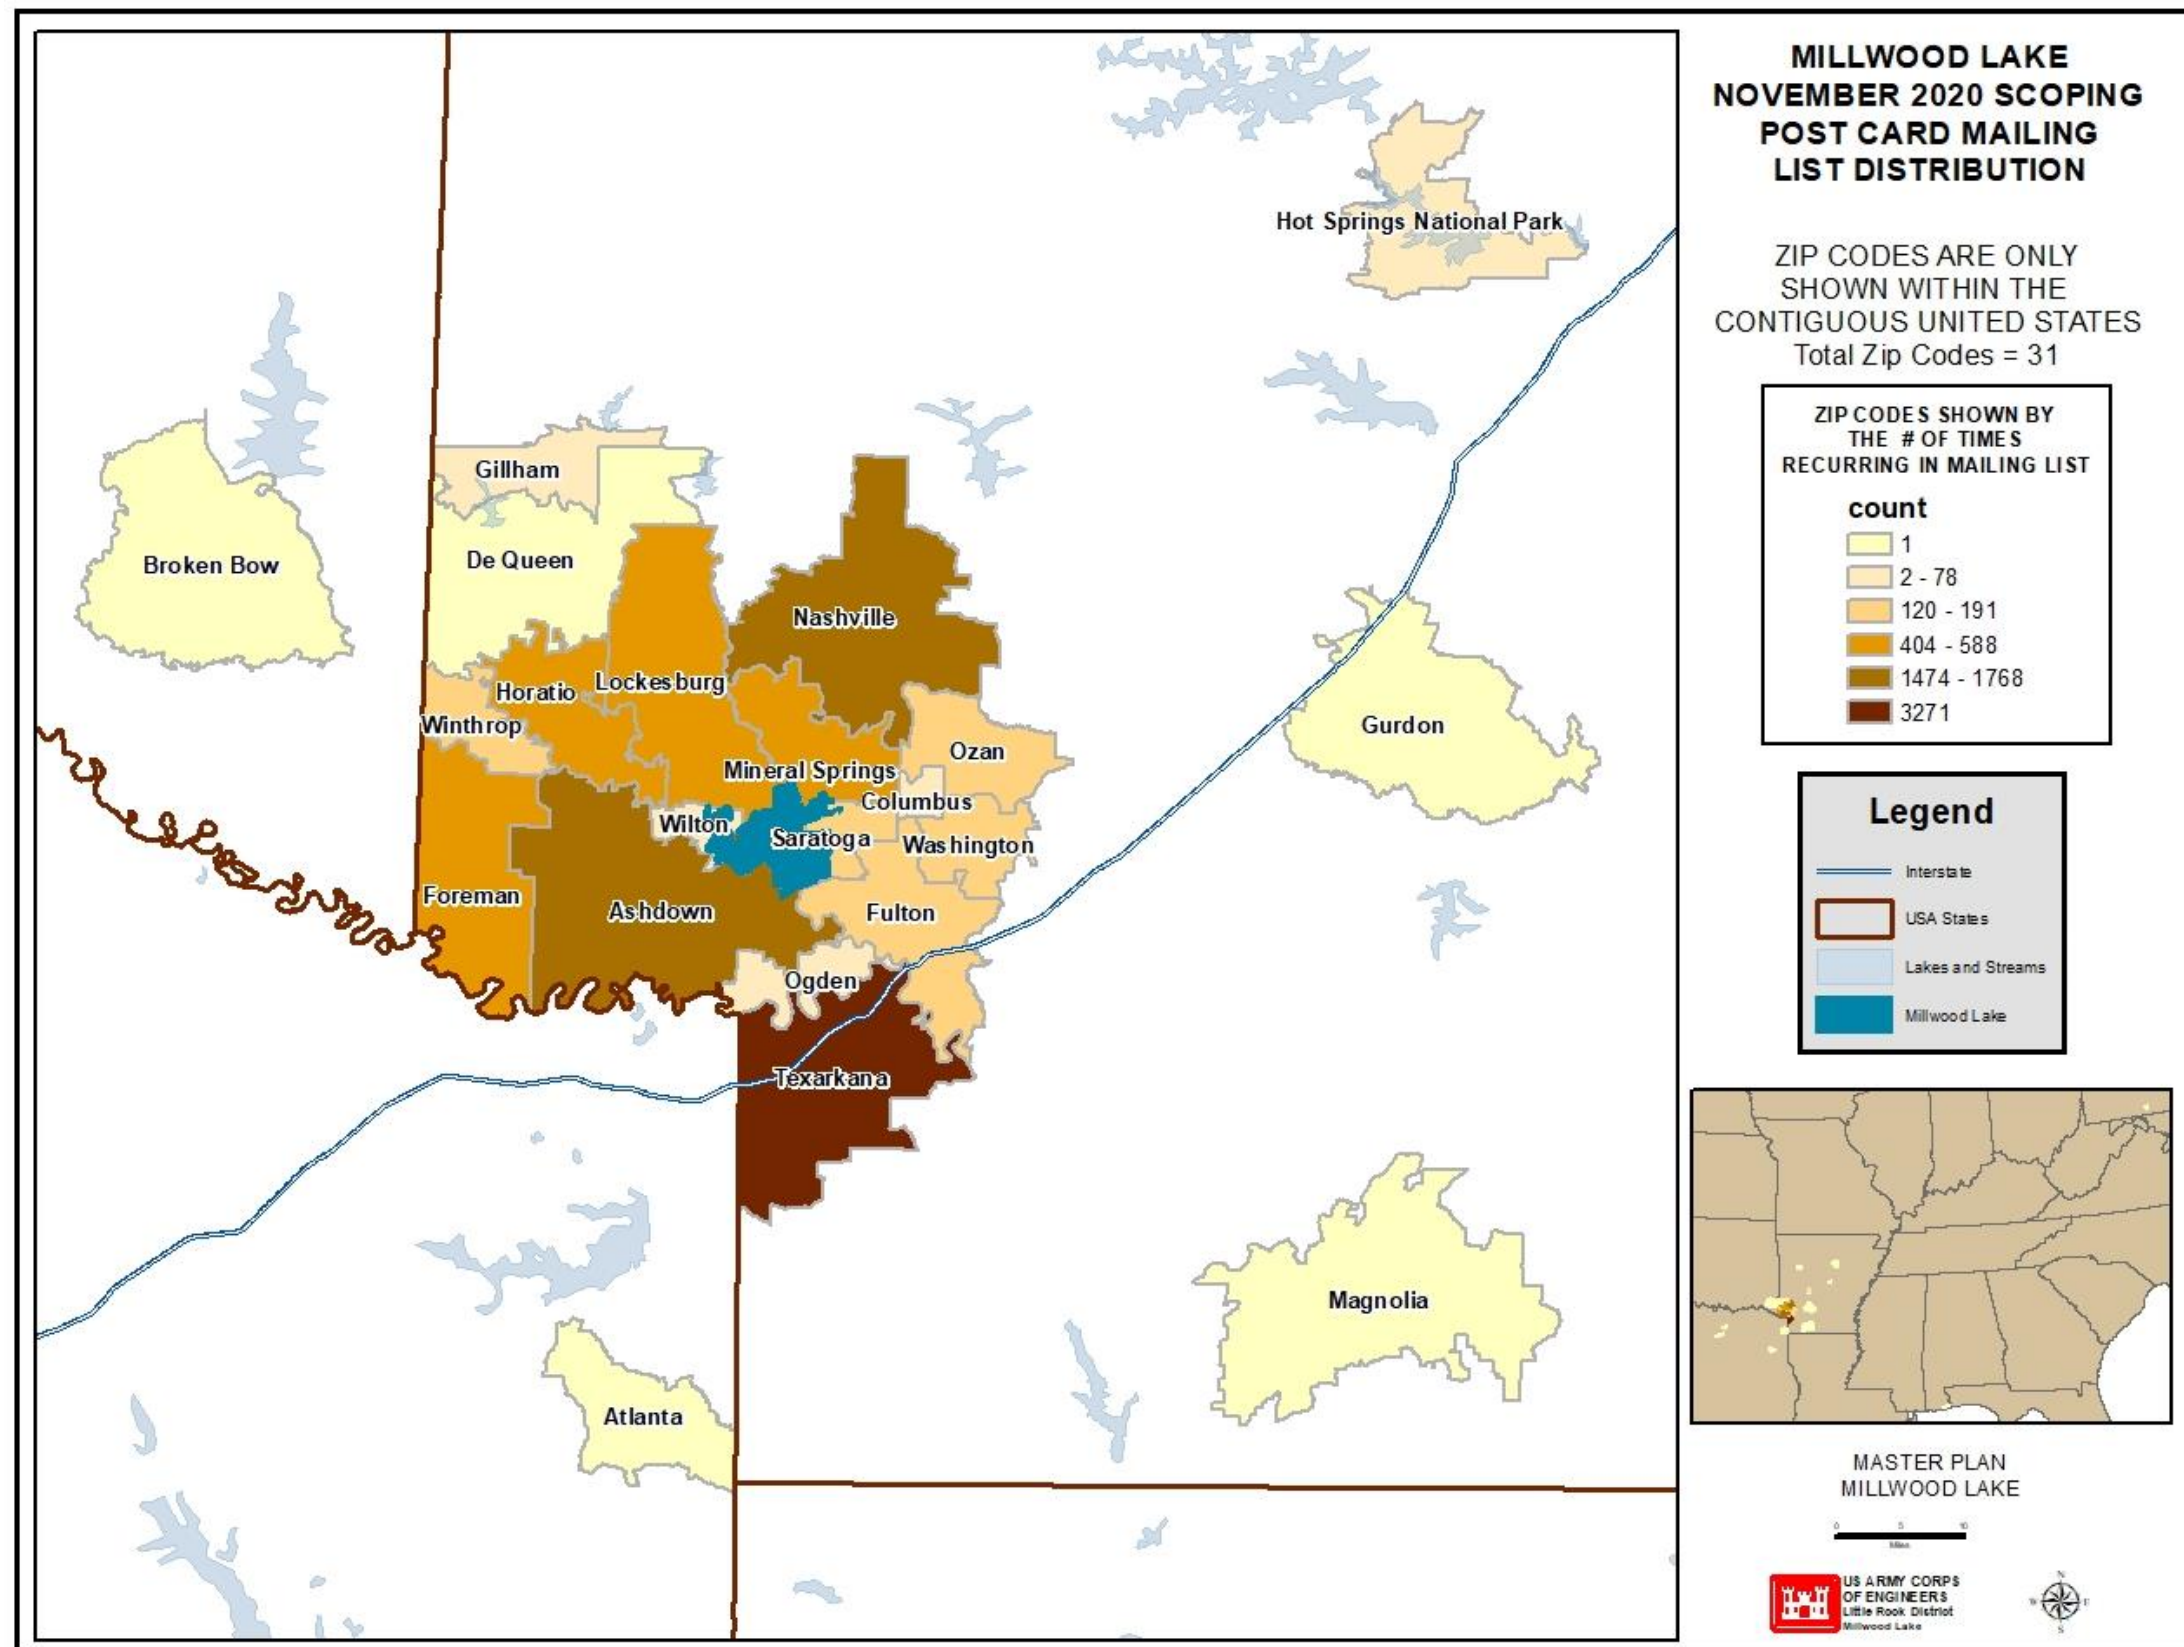 MILLWOOD LAKE
NOVEMBER 2020 SCOPING
POST CARD MAILING
LIST DISTRIBUTION
ZIP CODES ARE ONLY
SHOWN WITHIN THE
CONTIGUOUS UNITED STATES
Total Zip Codes = 31
ZIP CODES SHOWN BY
THE # OF TIMES
RECURRING IN MAILING LIST
count
1
2 - 78
120 - 191
404 - 588
1474 - 1768
3271
Legend
Interstate
USA States
Lakes and Streams
Millwood Lake
Hot Springs National Park
Gillham
De Queen
Broken Bow
Nashville
Lockesburg
Horatio
Winthrop
Gurdon
Ozan
Mineral Springs
Columbus
Wilton
Saratoga
Washington
Foreman
Ashdown
Fulton
Ogden
Texarkana
Magnolia
Atlanta
MASTER PLAN
MILLWOOD LAKE
0 5 10
Miles
US ARMY CORPS
OF ENGINEERS
Little Rock District
Millwood Lake
N
W E
S